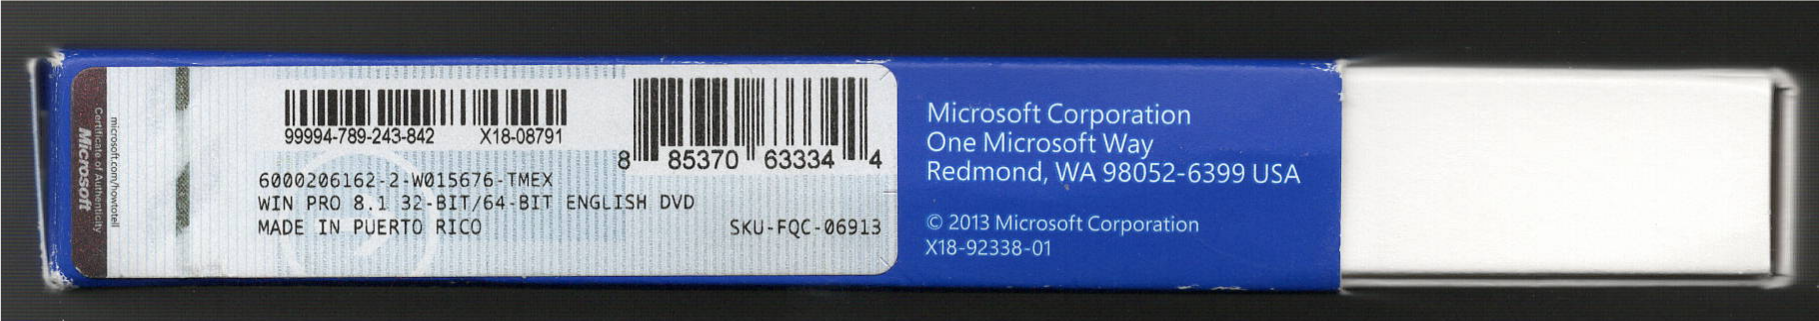 microsoft.com/howtotell
Certificate of Authenticity
Microsoft
99994-789-243-842 X18-08791
8 85370 63334 4
6000206162-2-W015676-TMEX
WIN PRO 8.1 32-BIT/64-BIT ENGLISH DVD
MADE IN PUERTO RICO SKU-FQC-06913
Microsoft Corporation
One Microsoft Way
Redmond, WA 98052-6399 USA
© 2013 Microsoft Corporation
X18-92338-01